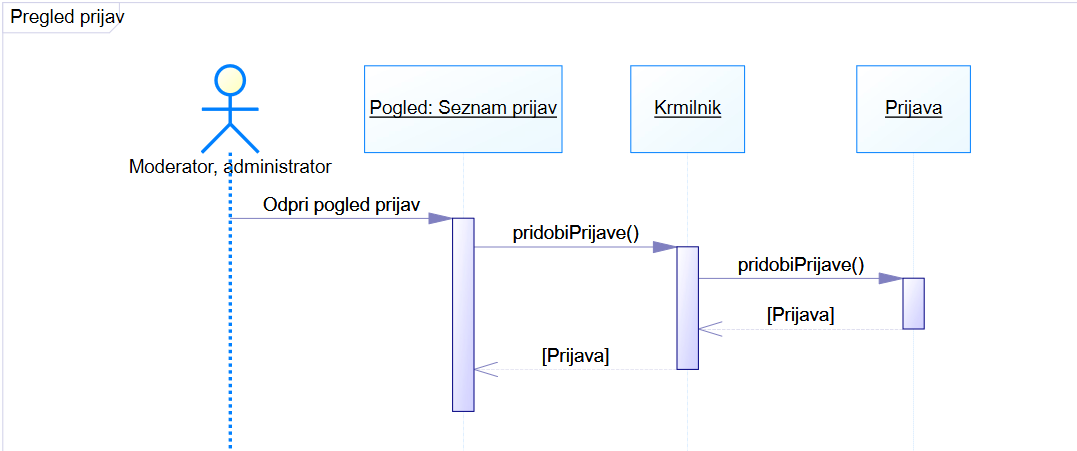 Pregled prijav
Pogled: Seznam prijav
Krmilnik
Prijava
Moderator, administrator
Odpri pogled prijav
pridobiPrijave()
pridobiPrijave()
[Prijava]
[Prijava]